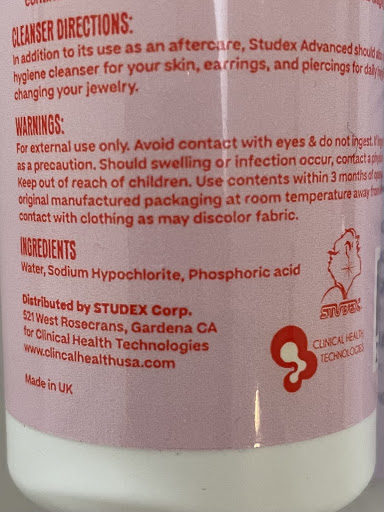 CLEANSER DIRECTIONS:
In addition to its use as an aftercare, Studex Advanced should
hygiene cleanser for your skin, earrings, and piercings for daily
changing your jewelry.
WARNINGS:
For external use only. Avoid contact with eyes & do not ingest. If
as a precaution. Should swelling or infection occur, contact a
Keep out of reach of children. Use contents within 3 months of
original manufactured packaging at room temperature away
contact with clothing as may discolor fabric.
INGREDIENTS
Water, Sodium Hypochlorite, Phosphoric acid
Distributed by STUDEX Corp.
521 West Rosecrans, Gardena CA
for Clinical Health Technologies
www.clincalhealthusa.com
Made in UK
STUDEX
CLINICAL HEALTH
TECHNOLOGIES